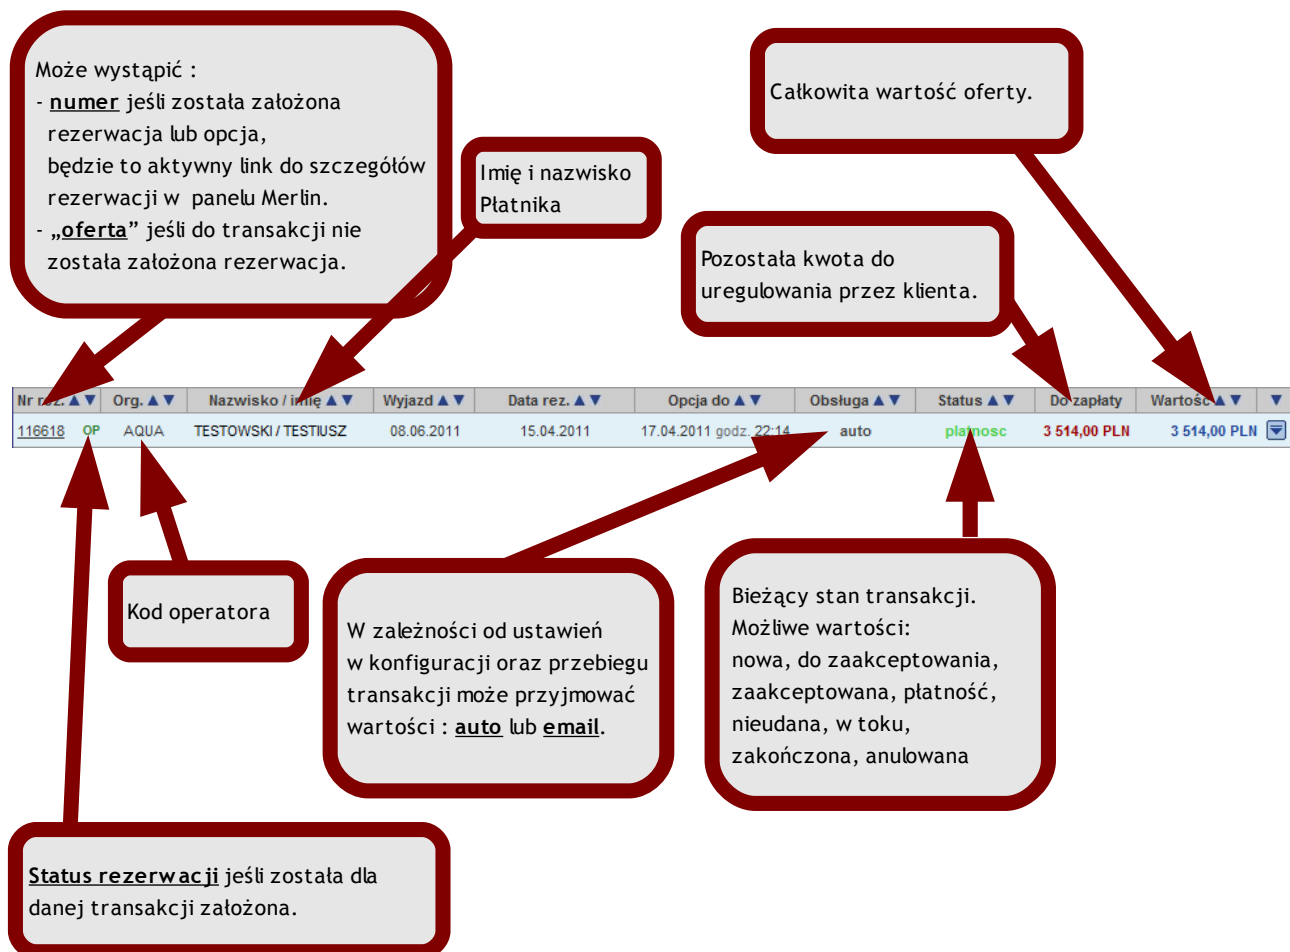 Może wystąpić :
- numer jeśli została założona
rezerwacja lub opcja,
będzie to aktywny link do szczegółów
rezerwacji w panelu Merlin.
- „oferta” jeśli do transakcji nie
została założona rezerwacja.
Imię i nazwisko
Płatnika
Całkowita wartość oferty.
Pozostała kwota do
uregulowania przez klienta.
Nr rez. ▲▼ Org. ▲▼ Nazwisko / imię ▲▼ Wyjazd ▲▼ Data rez. ▲▼ Opcja do ▲▼ Obsługa ▲▼ Status ▲▼ Do zapłaty Wartość ▲▼ ▼
116618 OP AQUA TESTOWSKI / TESTIUSZ 08.06.2011 15.04.2011 17.04.2011 godz. 22:14 auto platnosc 3 514,00 PLN 3 514,00 PLN
Kod operatora
W zależności od ustawień
w konfiguracji oraz przebiegu
transakcji może przyjmować
wartości : auto lub email.
Bieżący stan transakcji.
Możliwe wartości:
nowa, do zaakceptowania,
zaakceptowana, płatność,
nieudana, w toku,
zakończona, anulowana
Status rezerwacji jeśli została dla
danej transakcji założona.